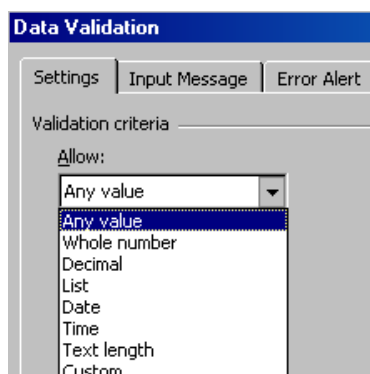 Data Validation
Settings Input Message Error Alert
Validation criteria
Allow:
Any value
Any value
Whole number
Decimal
List
Date
Time
Text length
Custom